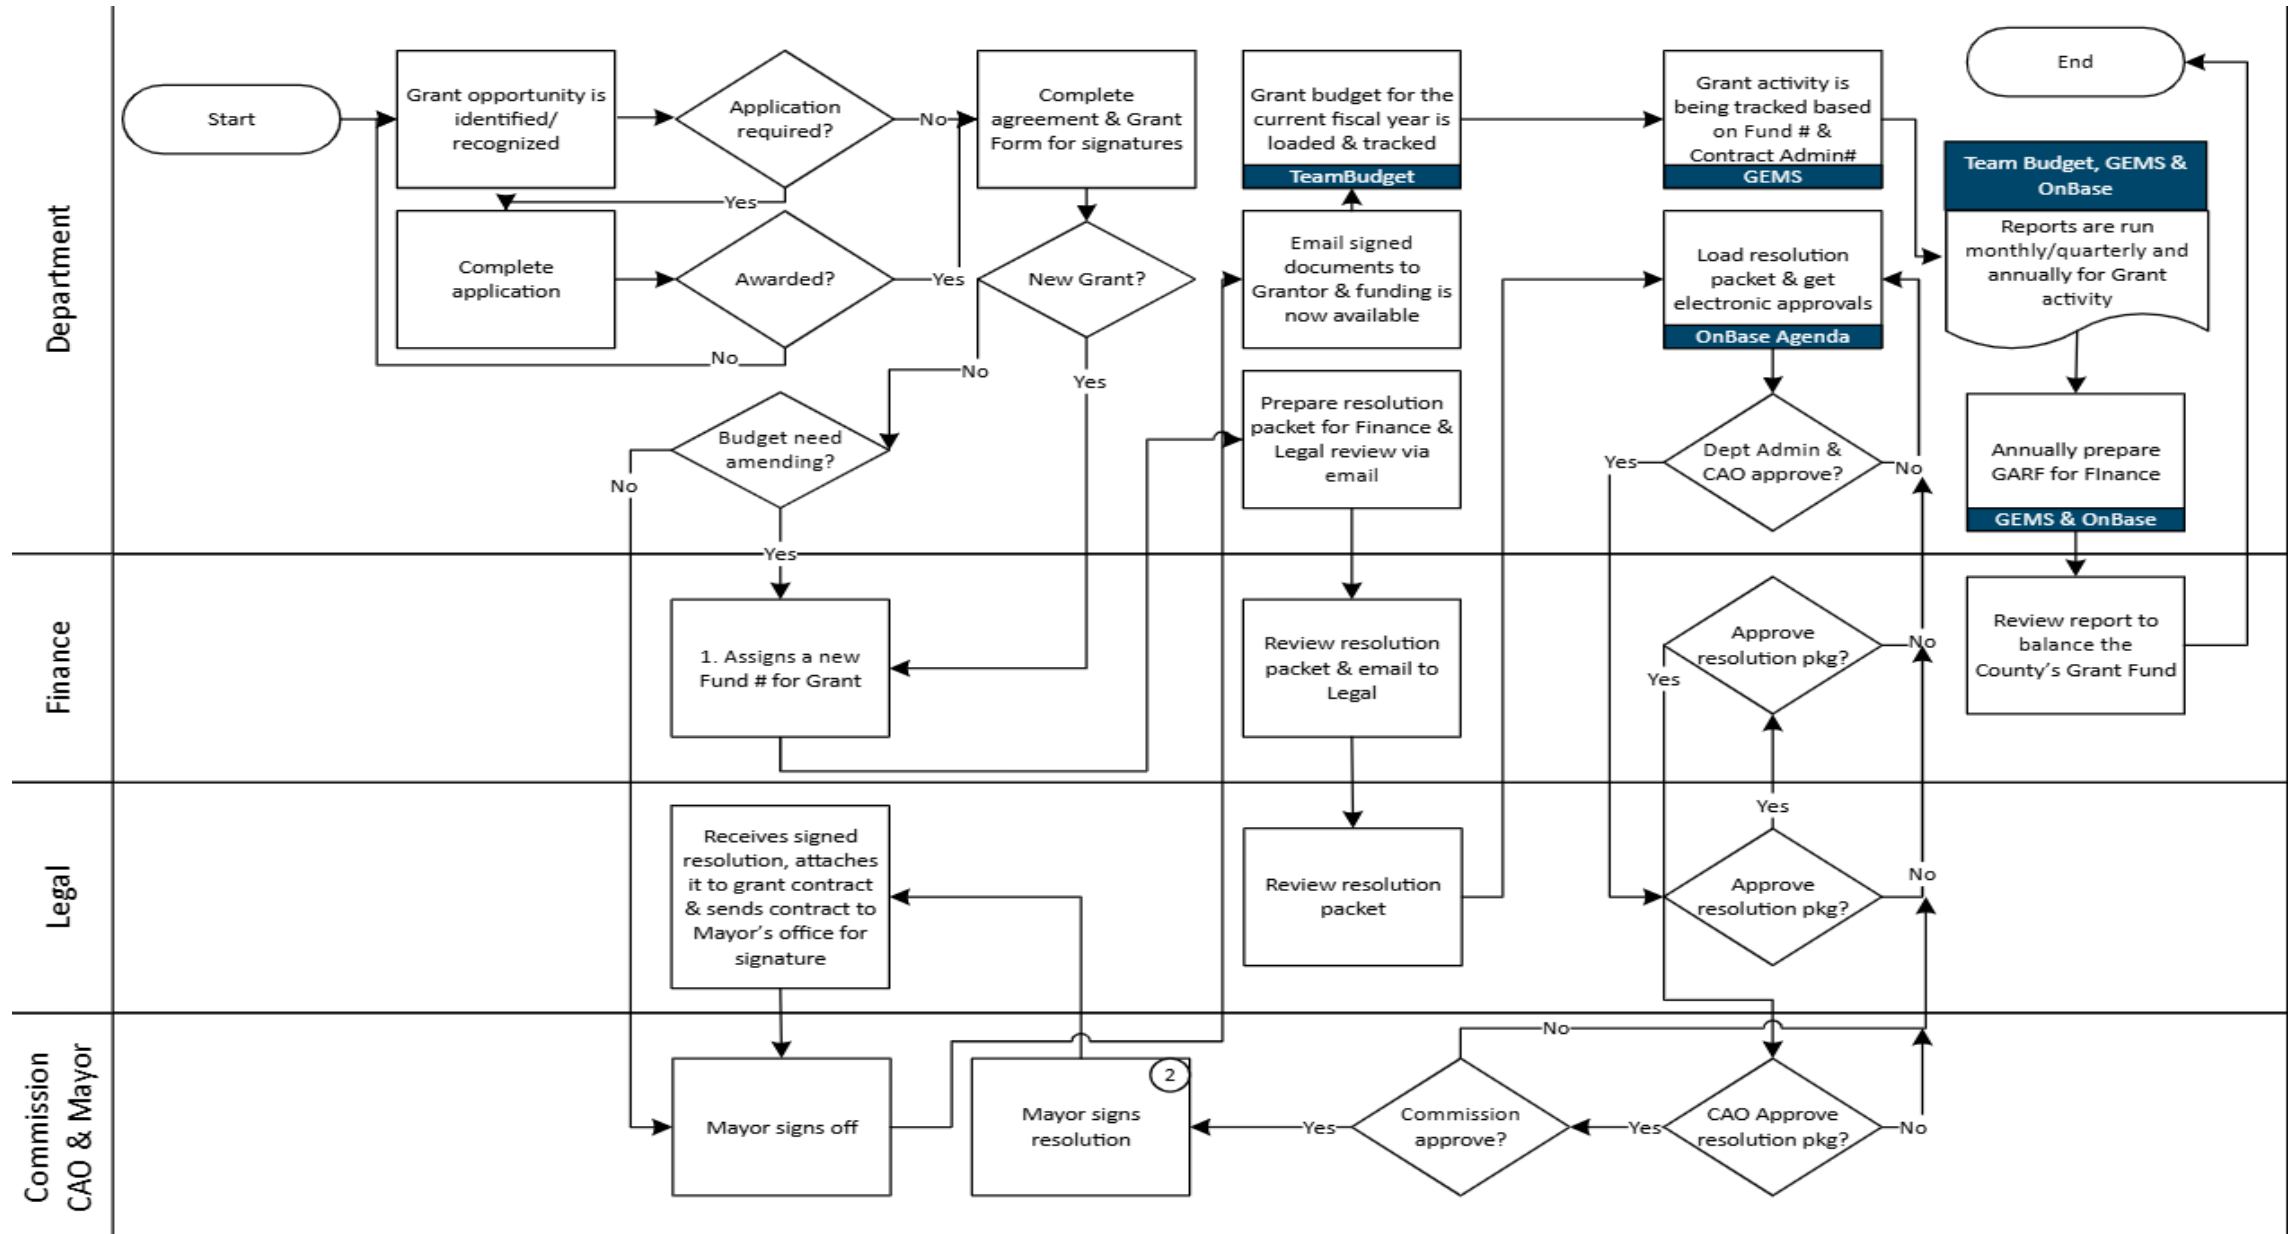 Department
Start
Grant opportunity is
identified/
recognized
Application
required?
No
Yes
Complete
application
Awarded?
Yes
No
Complete
agreement & Grant
Form for signatures
New Grant?
No
Yes
Budget need
amending?
No
Yes
Grant budget for the
current fiscal year is
loaded & tracked
TeamBudget
Email signed
documents to
Grantor & funding is
now available
Prepare resolution
packet for Finance &
Legal review via
email
Grant activity is
being tracked based
on Fund # &
Contract Admin#
GEMS
Load resolution
packet & get
electronic approvals
OnBase Agenda
Dept Admin &
CAO approve?
Yes
No
End
Team Budget, GEMS &
OnBase
Reports are run
monthly/quarterly and
annually for Grant
activity
Annually prepare
GARF for FInance
GEMS & OnBase
Finance
1. Assigns a new
Fund # for Grant
Review resolution
packet & email to
Legal
Approve
resolution pkg?
Yes
No
Review report to
balance the
County's Grant Fund
Legal
Receives signed
resolution, attaches
it to grant contract
& sends contract to
Mayor's office for
signature
Review resolution
packet
Yes
Approve
resolution pkg?
No
Commission
CAO & Mayor
Mayor signs off
2
Mayor signs
resolution
Yes
Commission
approve?
No
Yes
CAO Approve
resolution pkg?
No